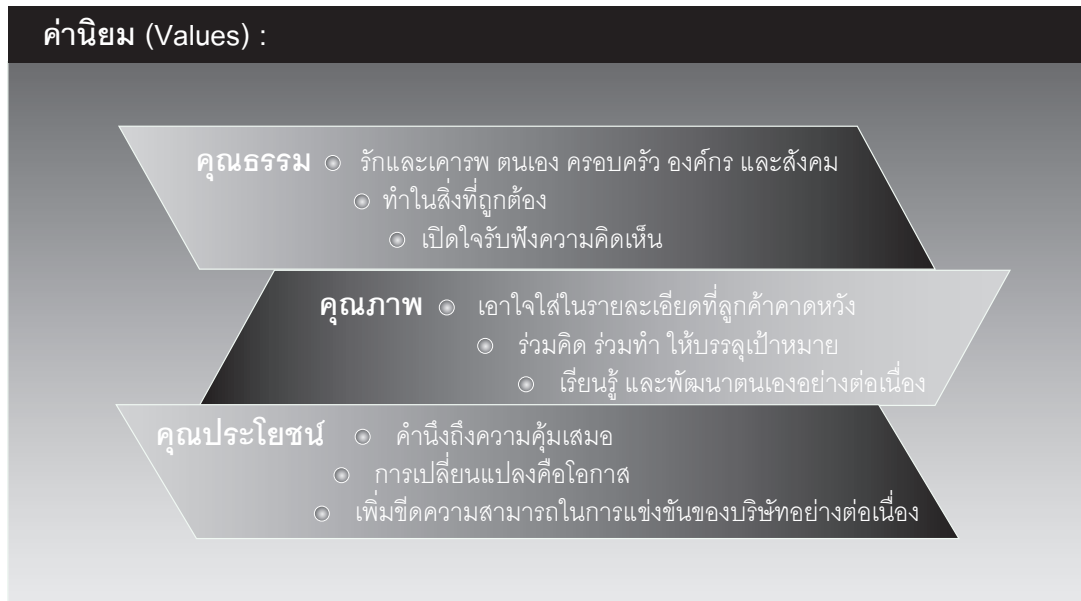 ค่านิยม (Values) :
คุณธรรม ๏ รักและเคารพ ตนเอง ครอบครัว องค์กร และสังคม
๏ ทำในสิ่งที่ถูกต้อง
๏ เปิดใจรับฟังความคิดเห็น
คุณภาพ ๏ เอาใจใส่ในรายละเอียดที่ลูกค้าคาดหวัง
๏ ร่วมคิด ร่วมทำ ให้บรรลุเป้าหมาย
๏ เรียนรู้ และพัฒนาตนเองอย่างต่อเนื่อง
คุณประโยชน์ ๏ คำนึงถึงความคุ้มเสมอ
๏ การเปลี่ยนแปลงคือโอกาส
๏ เพิ่มขีดความสามารถในการแข่งขันของบริษัทอย่างต่อเนื่อง